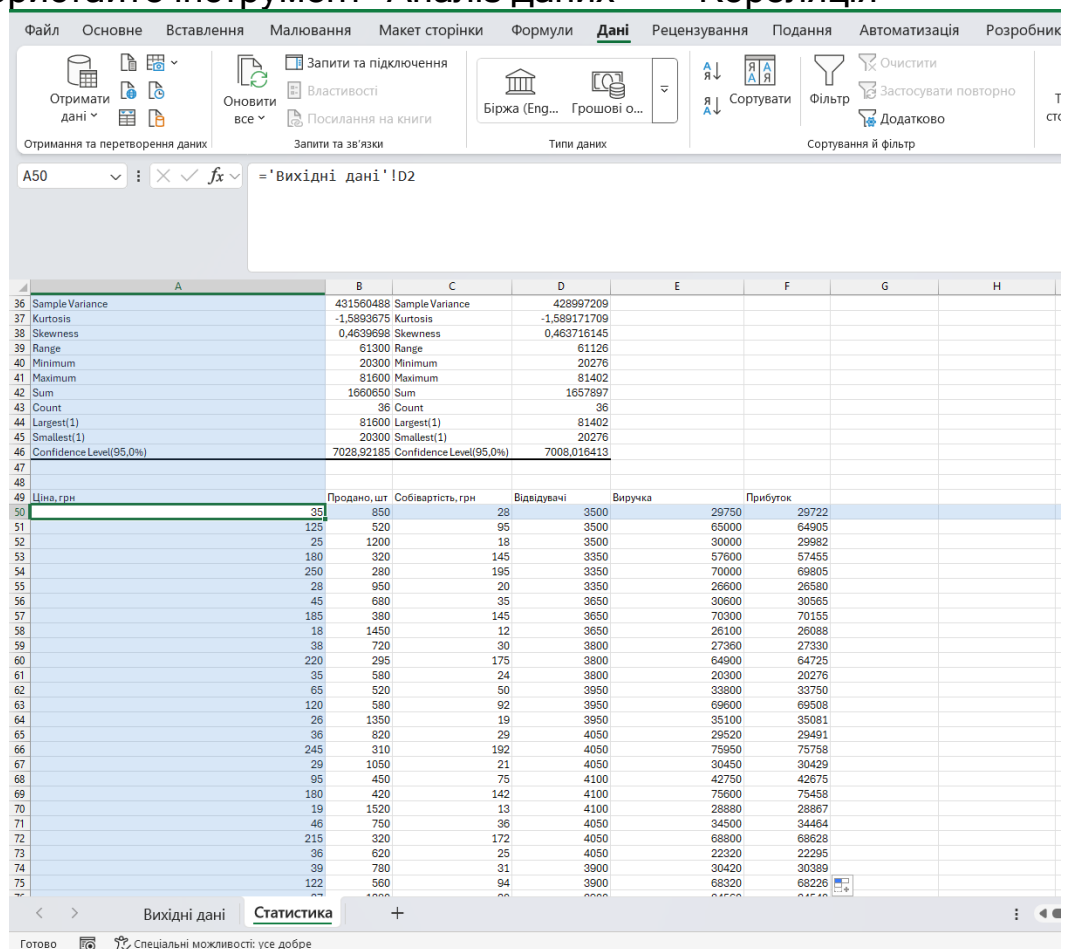 Кореляція
Файл Основне Вставлення Малювання Макет сторінки Формули Дані Рецензування Подання Автоматизація Розробник
Отримати дані
Оновити все
Запити та підключення
Властивості
Посилання на книги
Біржа (Eng... Грошові о...
Сортувати
Фільтр
Очистити
Застосувати повторно
Додатково
Отримання та перетворення даних Запити та зв'язки Типи даних Сортування й фільтр
A50 fx ='Вихідні дані'!D2
A B C D E F G H
36 Sample Variance 431560488 Sample Variance 428997209
37 Kurtosis -1,5893675 Kurtosis -1,589171709
38 Skewness 0,4639698 Skewness 0,463716145
39 Range 61300 Range 61126
40 Minimum 20300 Minimum 20276
41 Maximum 81600 Maximum 81402
42 Sum 1660650 Sum 1657897
43 Count 36 Count 36
44 Largest(1) 81600 Largest(1) 81402
45 Smallest(1) 20300 Smallest(1) 20276
46 Confidence Level(95,0%) 7028,92185 Confidence Level(95,0%) 7008,016413
47
48
49 Ціна, грн Продано, шт Собівартість, грн Відвідувачі Виручка Прибуток
50 35 850 28 3500 29750 29722
51 125 520 95 3500 65000 64905
52 25 1200 18 3500 30000 29982
53 180 320 145 3350 57600 57455
54 250 280 195 3350 70000 69805
55 28 950 20 3350 26600 26580
56 45 680 35 3650 30600 30565
57 185 380 145 3650 70300 70155
58 18 1450 12 3650 26100 26088
59 38 720 30 3800 27360 27330
60 220 295 175 3800 64900 64725
61 35 580 24 3800 20300 20276
62 65 520 50 3950 33800 33750
63 120 580 92 3950 69600 69508
64 26 1350 19 3950 35100 35081
65 36 820 29 4050 29520 29491
66 245 310 192 4050 75950 75758
67 29 1050 21 4050 30450 30429
68 95 450 75 4100 42750 42675
69 180 420 142 4100 75600 75458
70 19 1520 13 4100 28880 28867
71 46 750 36 4050 34500 34464
72 215 320 172 4050 68800 68628
73 36 620 25 4050 22320 22295
74 39 780 31 3900 30420 30389
75 122 560 94 3900 68320 68226
Вихідні дані Статистика +
Готово Спеціальні можливості: усе добре